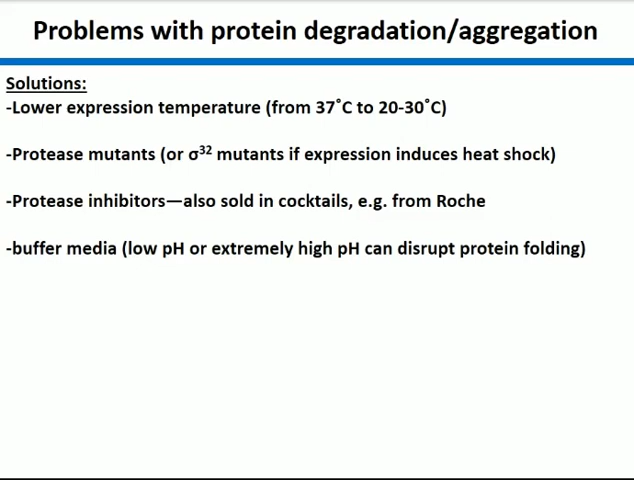 Problems with protein degradation/aggregation
Solutions:
-Lower expression temperature (from 37˚C to 20-30˚C)
-Protease mutants (or σ³² mutants if expression induces heat shock)
-Protease inhibitors—also sold in cocktails, e.g. from Roche
-buffer media (low pH or extremely high pH can disrupt protein folding)